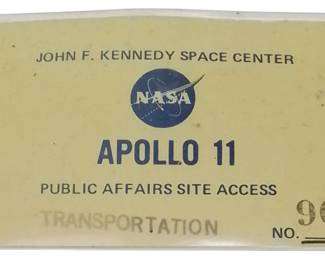 JOHN F. KENNEDY SPACE CENTER
NASA
APOLLO 11
PUBLIC AFFAIRS SITE ACCESS
TRANSPORTATION
NO.